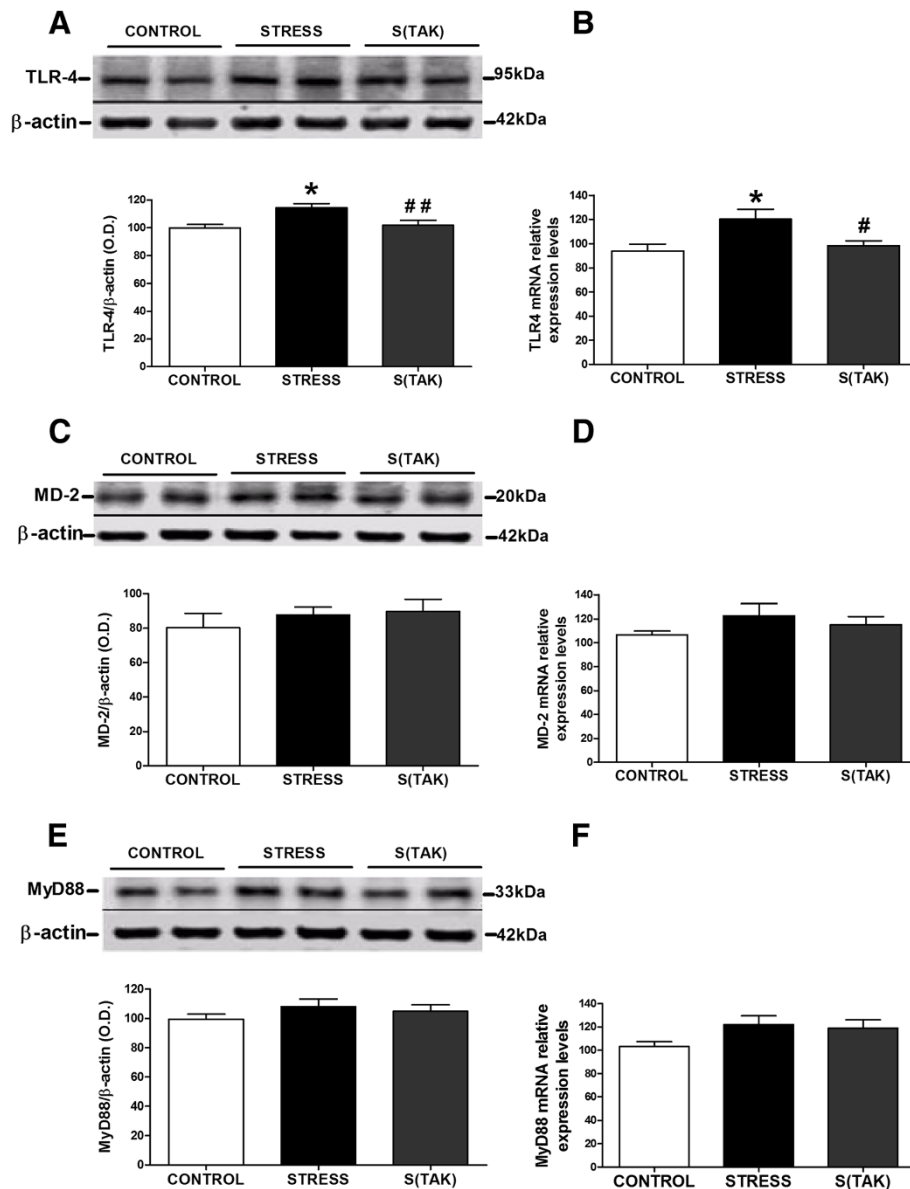 A
CONTROL STRESS S(TAK)
TLR-4 95kDa
β-actin 42kDa
TLR-4/β-actin (O.D.)
120
100
80
60
40
20
0
* ##
CONTROL STRESS S(TAK)
B
TLR4 mRNA relative
expression levels
140
120
100
80
60
40
20
0
* #
CONTROL STRESS S(TAK)
C
CONTROL STRESS S(TAK)
MD-2 20kDa
β-actin 42kDa
MD-2/β-actin (O.D.)
100
80
60
40
20
0
CONTROL STRESS S(TAK)
D
MD-2 mRNA relative
expression levels
140
120
100
80
60
40
20
0
CONTROL STRESS S(TAK)
E
CONTROL STRESS S(TAK)
MyD88 33kDa
β-actin 42kDa
MyD88/β-actin (O.D.)
120
100
80
60
40
20
0
CONTROL STRESS S(TAK)
F
MyD88 mRNA relative
expression levels
140
120
100
80
60
40
20
0
CONTROL STRESS S(TAK)